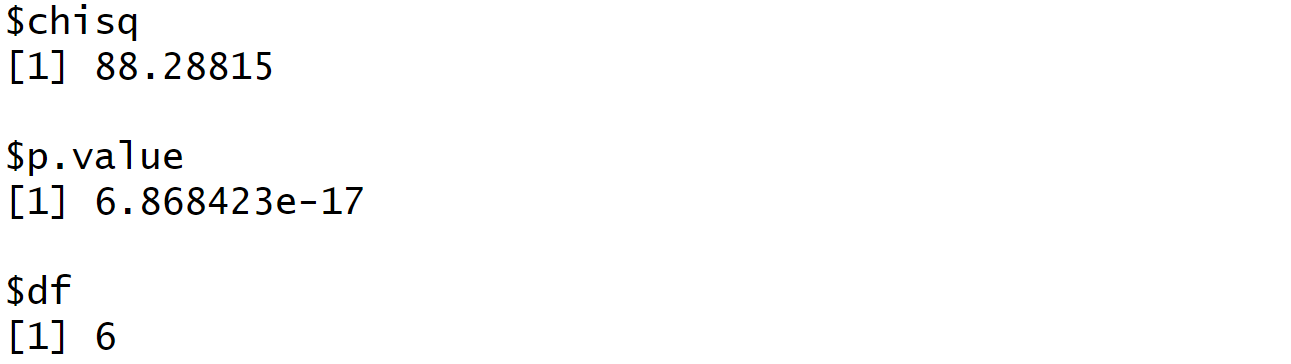 $chisq
[1] 88.28815
$p.value
[1] 6.868423e-17
$df
[1] 6